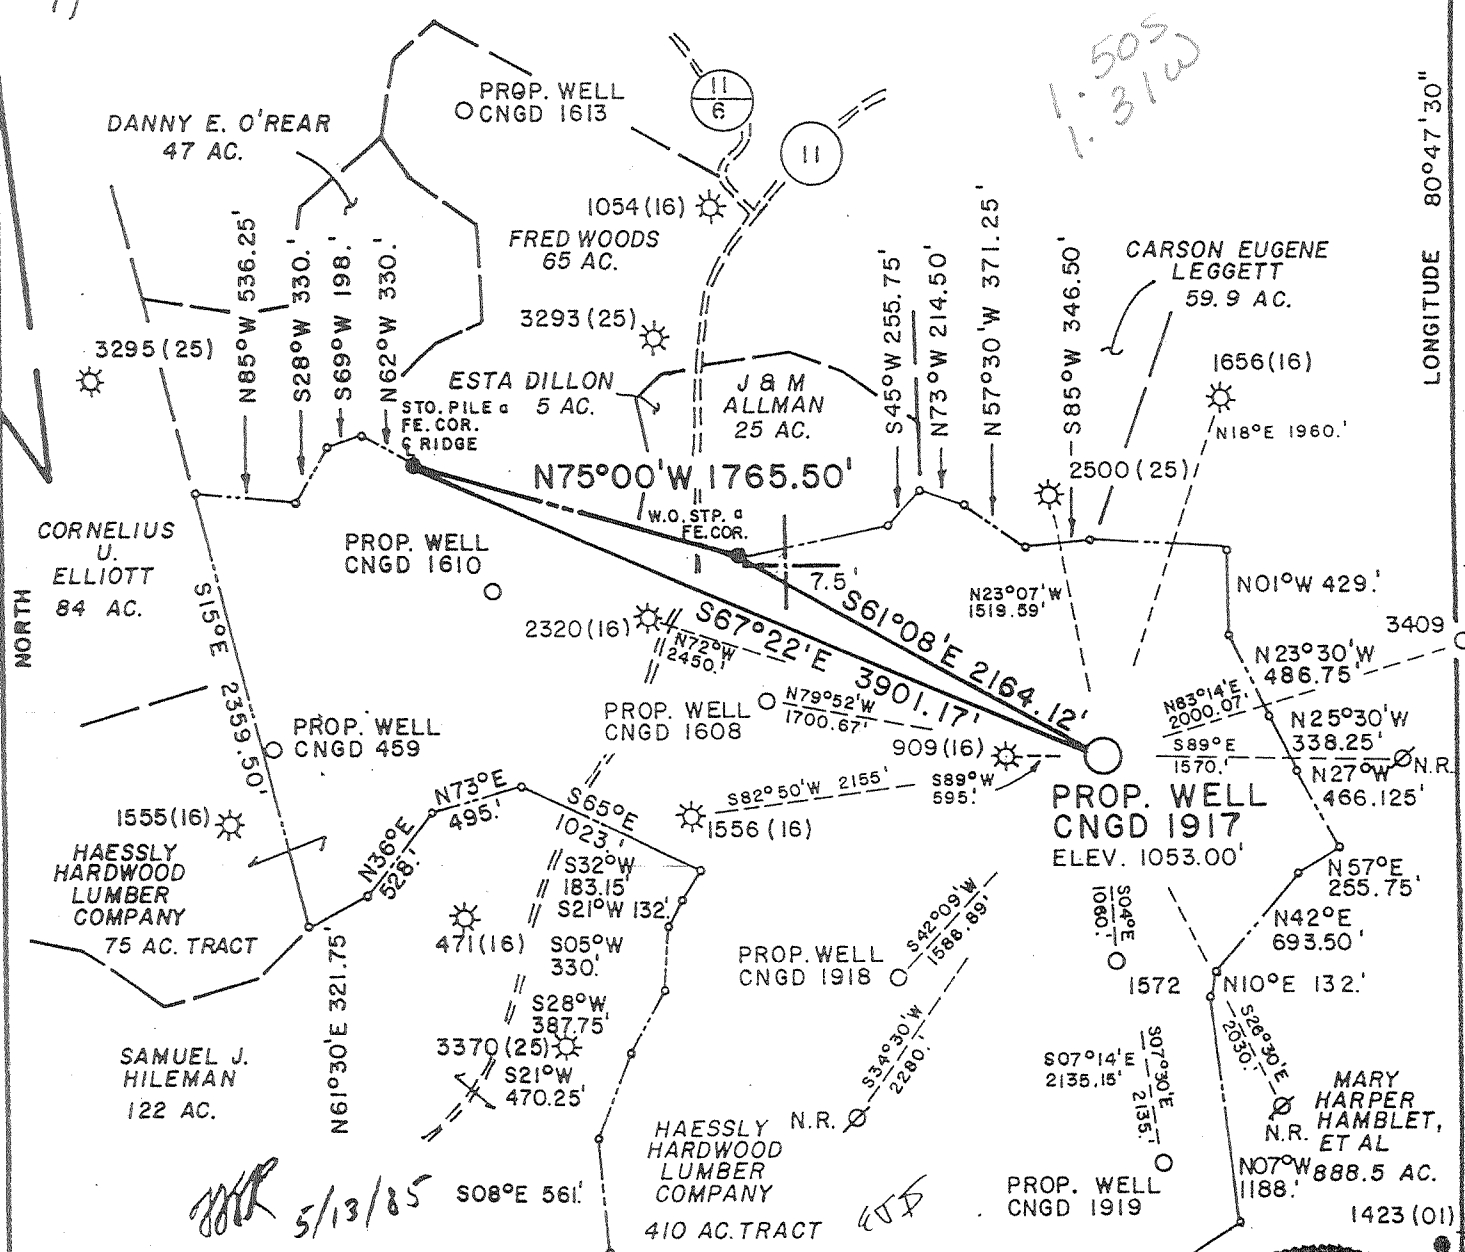 1.50S
1.31W
LONGITUDE 80°47'30"
NORTH
DANNY E. O'REAR
47 AC.
PROP. WELL
CNGD 1613
11
6
11
1054(16)
FRED WOODS
65 AC.
3293(25)
3295(25)
N85°W 536.25'
S28°W 330.'
S69°W 198.'
N62°W 330.'
STO. PILE a
FE. COR.
℄ RIDGE
ESTA DILLON
5 AC.
J & M
ALLMAN
25 AC.
S45°W 255.75'
N73°W 214.50'
N57°30'W 371.25'
S85°W 346.50'
CARSON EUGENE
LEGGETT
59.9 AC.
1656(16)
N18°E 1960.'
2500(25)
N75°00'W 1765.50'
W.O. STP. a
FE. COR.
7.5'
CORNELIUS
U.
ELLIOTT
84 AC.
PROP. WELL
CNGD 1610
S15°E 2359.50'
2320(16)
N72°W
2450.'
S67°22'E 3901.17'
S61°08'E 2164.12'
N23°07'W
1519.59'
N01°W 429.'
3409
N23°30'W
486.75'
N83°14'E
2000.07'
N25°30'W
338.25'
S89°E
1570.'
N.R.
N27°W
466.125'
PROP. WELL
CNGD 1608
N79°52'W
1700.67'
909(16)
S89°W
595.'
PROP. WELL
CNGD 459
N73°E
495.'
S65°E
1023.'
S82°50'W 2155'
1556(16)
PROP. WELL
CNGD 1917
ELEV. 1053.00'
1555(16)
HAESSLY
HARDWOOD
LUMBER
COMPANY
75 AC. TRACT
N36°E
528.'
S32°W
183.15'
S21°W 132.'
N57°E
255.75'
N42°E
693.50'
471(16)
S05°W
330.'
PROP. WELL
CNGD 1918
S42°09'W
1586.89'
S04°E
1060.'
1572
N10°E 132.'
N61°30'E 321.75'
S28°W
387.75'
3370(25)
S21°W
470.25'
S34°30'W
2280.'
N.R.
S07°14'E
2135.15'
S07°30'E
2135.'
S26°30'E
2030.'
N.R.
SAMUEL J.
HILEMAN
122 AC.
MARY
HARPER
HAMBLET,
ET AL
888.5 AC.
N07°W
1188.'
HAESSLY
HARDWOOD
LUMBER
COMPANY
410 AC. TRACT
PROP. WELL
CNGD 1919
5/13/85
S08°E 561.'
1423(01)